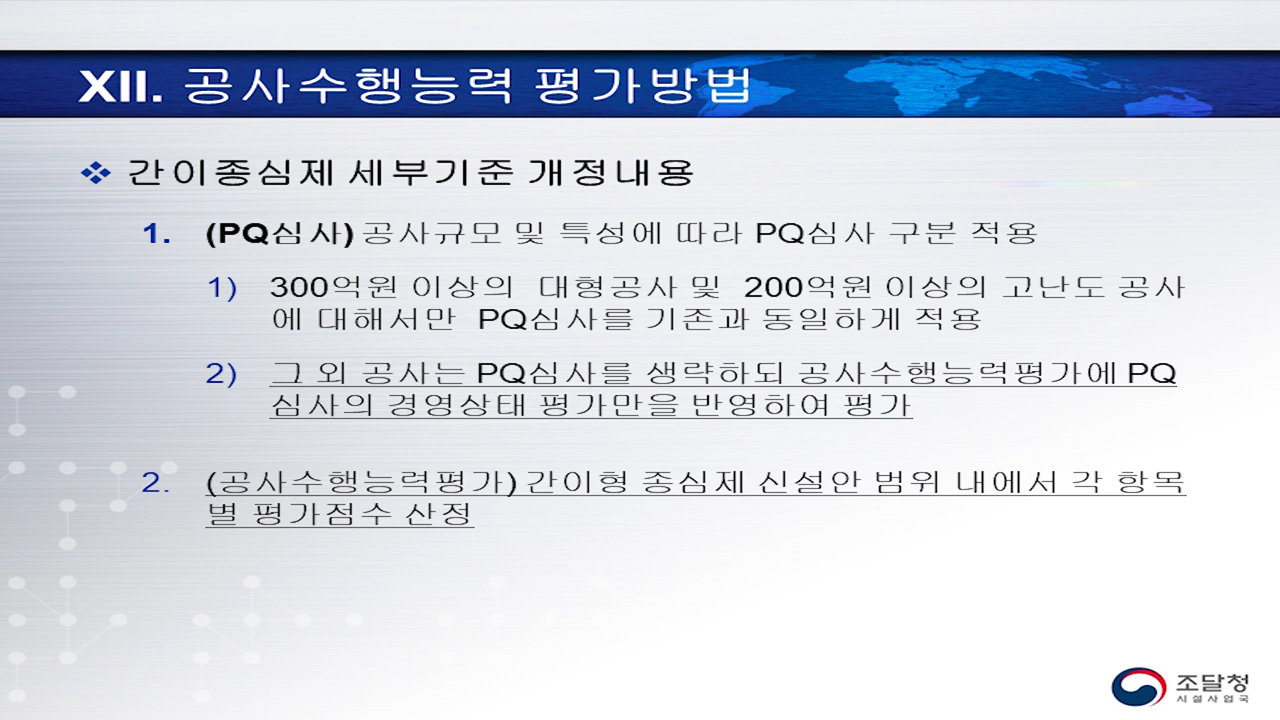 XII. 공사수행능력 평가방법
❖ 간이종심제 세부기준 개정내용
1. (PQ심사) 공사규모 및 특성에 따라 PQ심사 구분 적용
1) 300억원 이상의 대형공사 및 200억원 이상의 고난도 공사
에 대해서만 PQ심사를 기존과 동일하게 적용
2) 그 외 공사는 PQ심사를 생략하되 공사수행능력평가에 PQ
심사의 경영상태 평가만을 반영하여 평가
2. (공사수행능력평가) 간이형 종심제 신설안 범위 내에서 각 항목
별 평가점수 산정
조달청
시설사업국